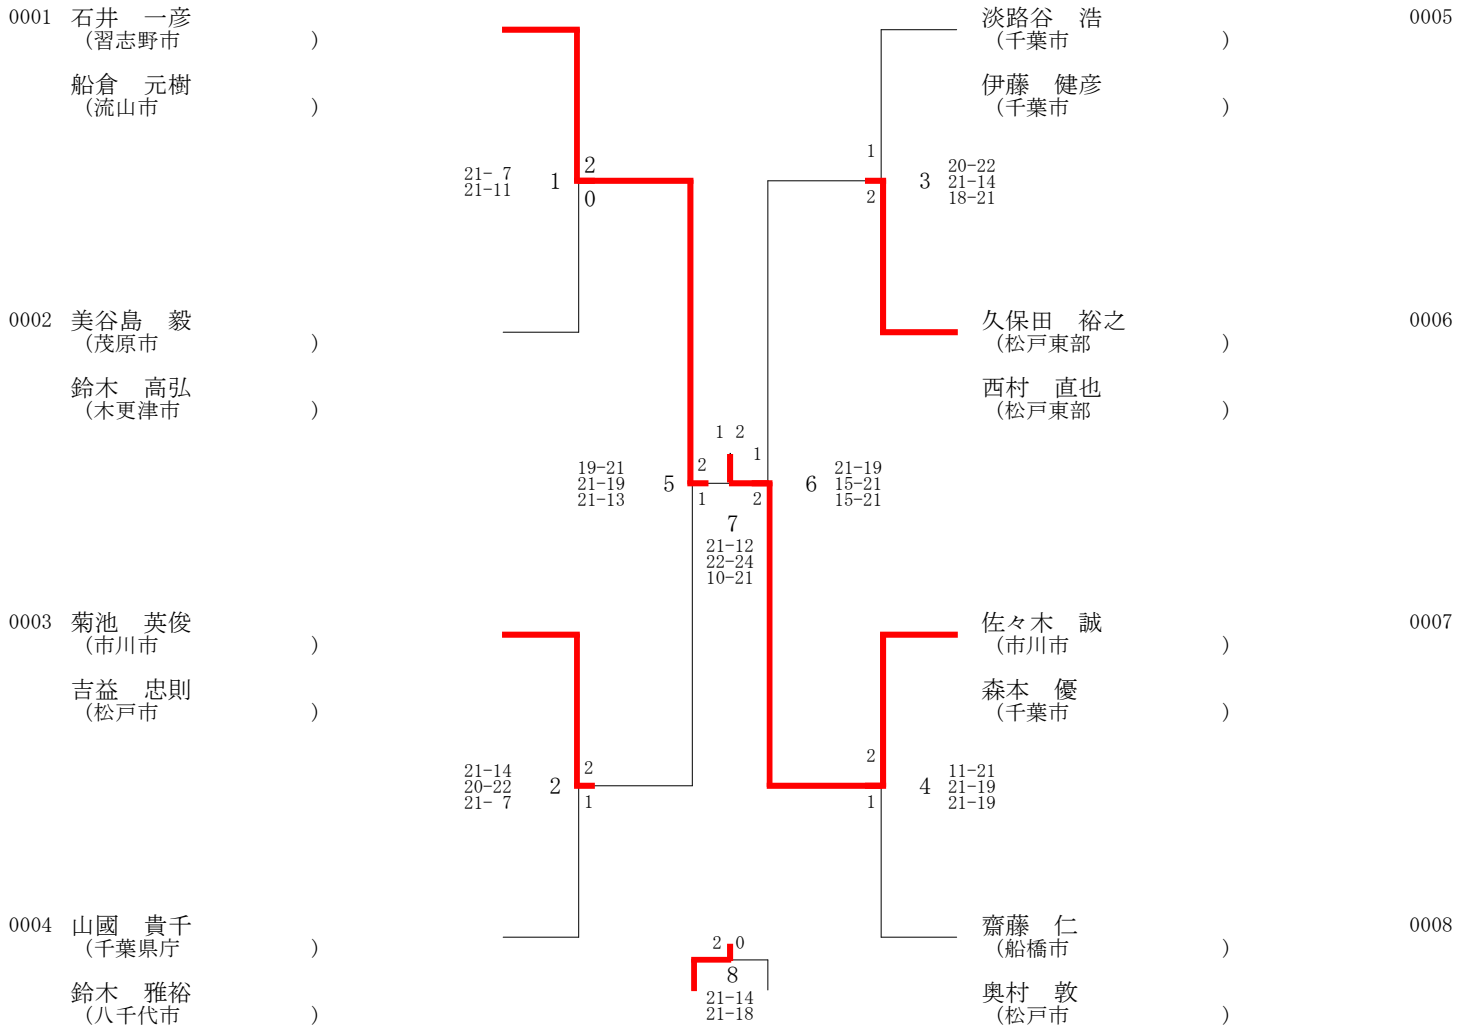 0001 石井　一彦
(習志野市　　　　　　)
船倉　元樹
(流山市　　　　　　　)
21- 7
21-11
1
2
0
0002 美谷島　毅
(茂原市　　　　　　　)
鈴木　高弘
(木更津市　　　　　　)
19-21
21-19
21-13
5
2
1
0003 菊池　英俊
(市川市　　　　　　　)
吉益　忠則
(松戸市　　　　　　　)
21-14
20-22
21- 7
2
2
1
0004 山國　貴千
(千葉県庁　　　　　　)
鈴木　雅裕
(八千代市　　　　　　)
1 2
7
21-12
22-24
10-21
2 0
8
21-14
21-18
淡路谷　浩 0005
(千葉市　　　　　　　)
伊藤　健彦
(千葉市　　　　　　　)
1
2
3
20-22
21-14
18-21
久保田　裕之 0006
(松戸東部　　　　　　)
西村　直也
(松戸東部　　　　　　)
1
2
6
21-19
15-21
15-21
佐々木　誠 0007
(市川市　　　　　　　)
森本　優
(千葉市　　　　　　　)
2
1
4
11-21
21-19
21-19
齋藤　仁 0008
(船橋市　　　　　　　)
奥村　敦
(松戸市　　　　　　　)